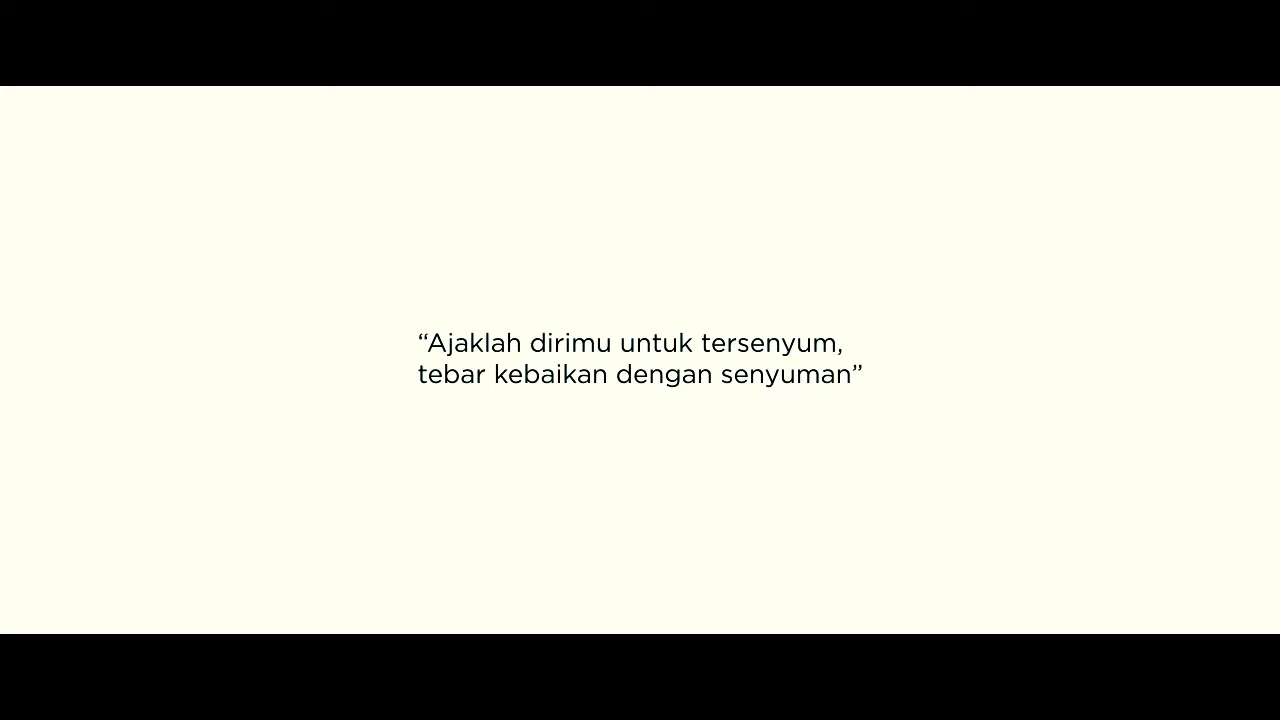 “Ajaklah dirimu untuk tersenyum,
tebar kebaikan dengan senyuman”